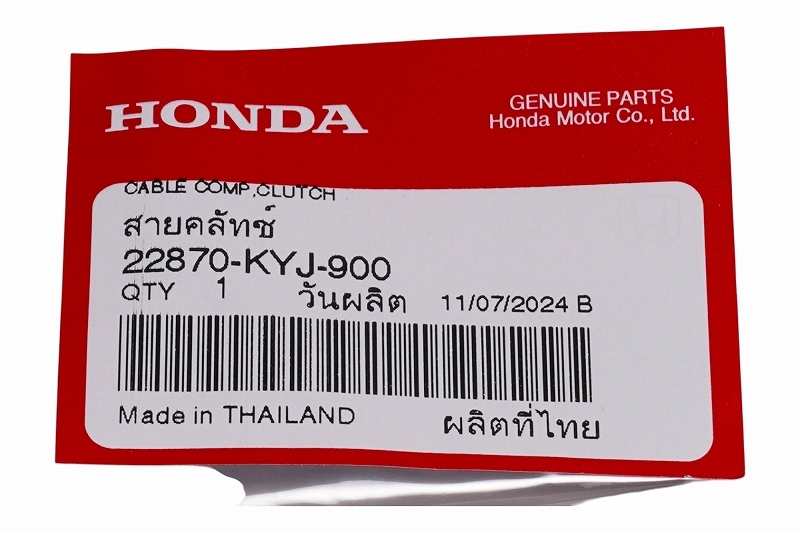 HONDA
GENUINE PARTS
Honda Motor Co., Ltd.
CABLE COMP,CLUTCH
สายคลัทช์
22870-KYJ-900
QTY 1 วันผลิต 11/07/2024 B
Made in THAILAND ผลิตที่ไทย